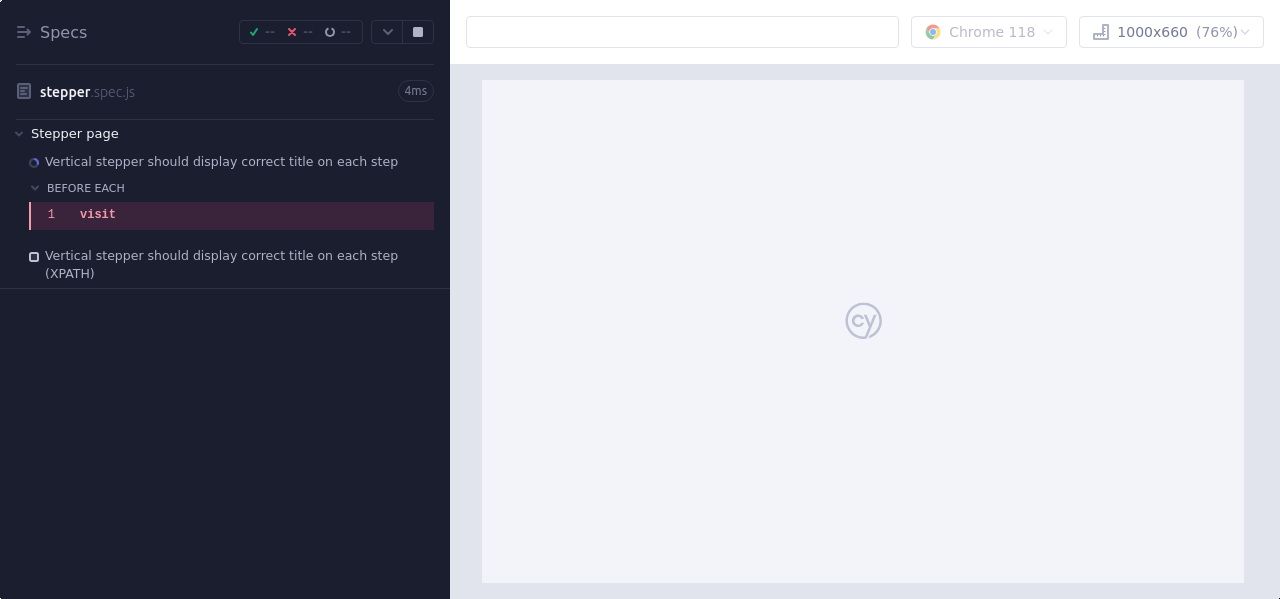 Specs
--
--
--
Chrome 118
1000x660 (76%)
stepper.spec.js
4ms
Stepper page
Vertical stepper should display correct title on each step
BEFORE EACH
1 visit
Vertical stepper should display correct title on each step
(XPATH)
cy